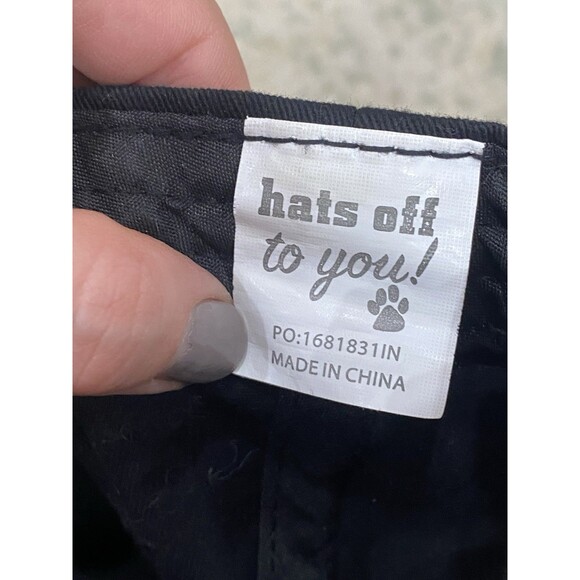 hats off
to you!
PO:1681831IN
MADE IN CHINA